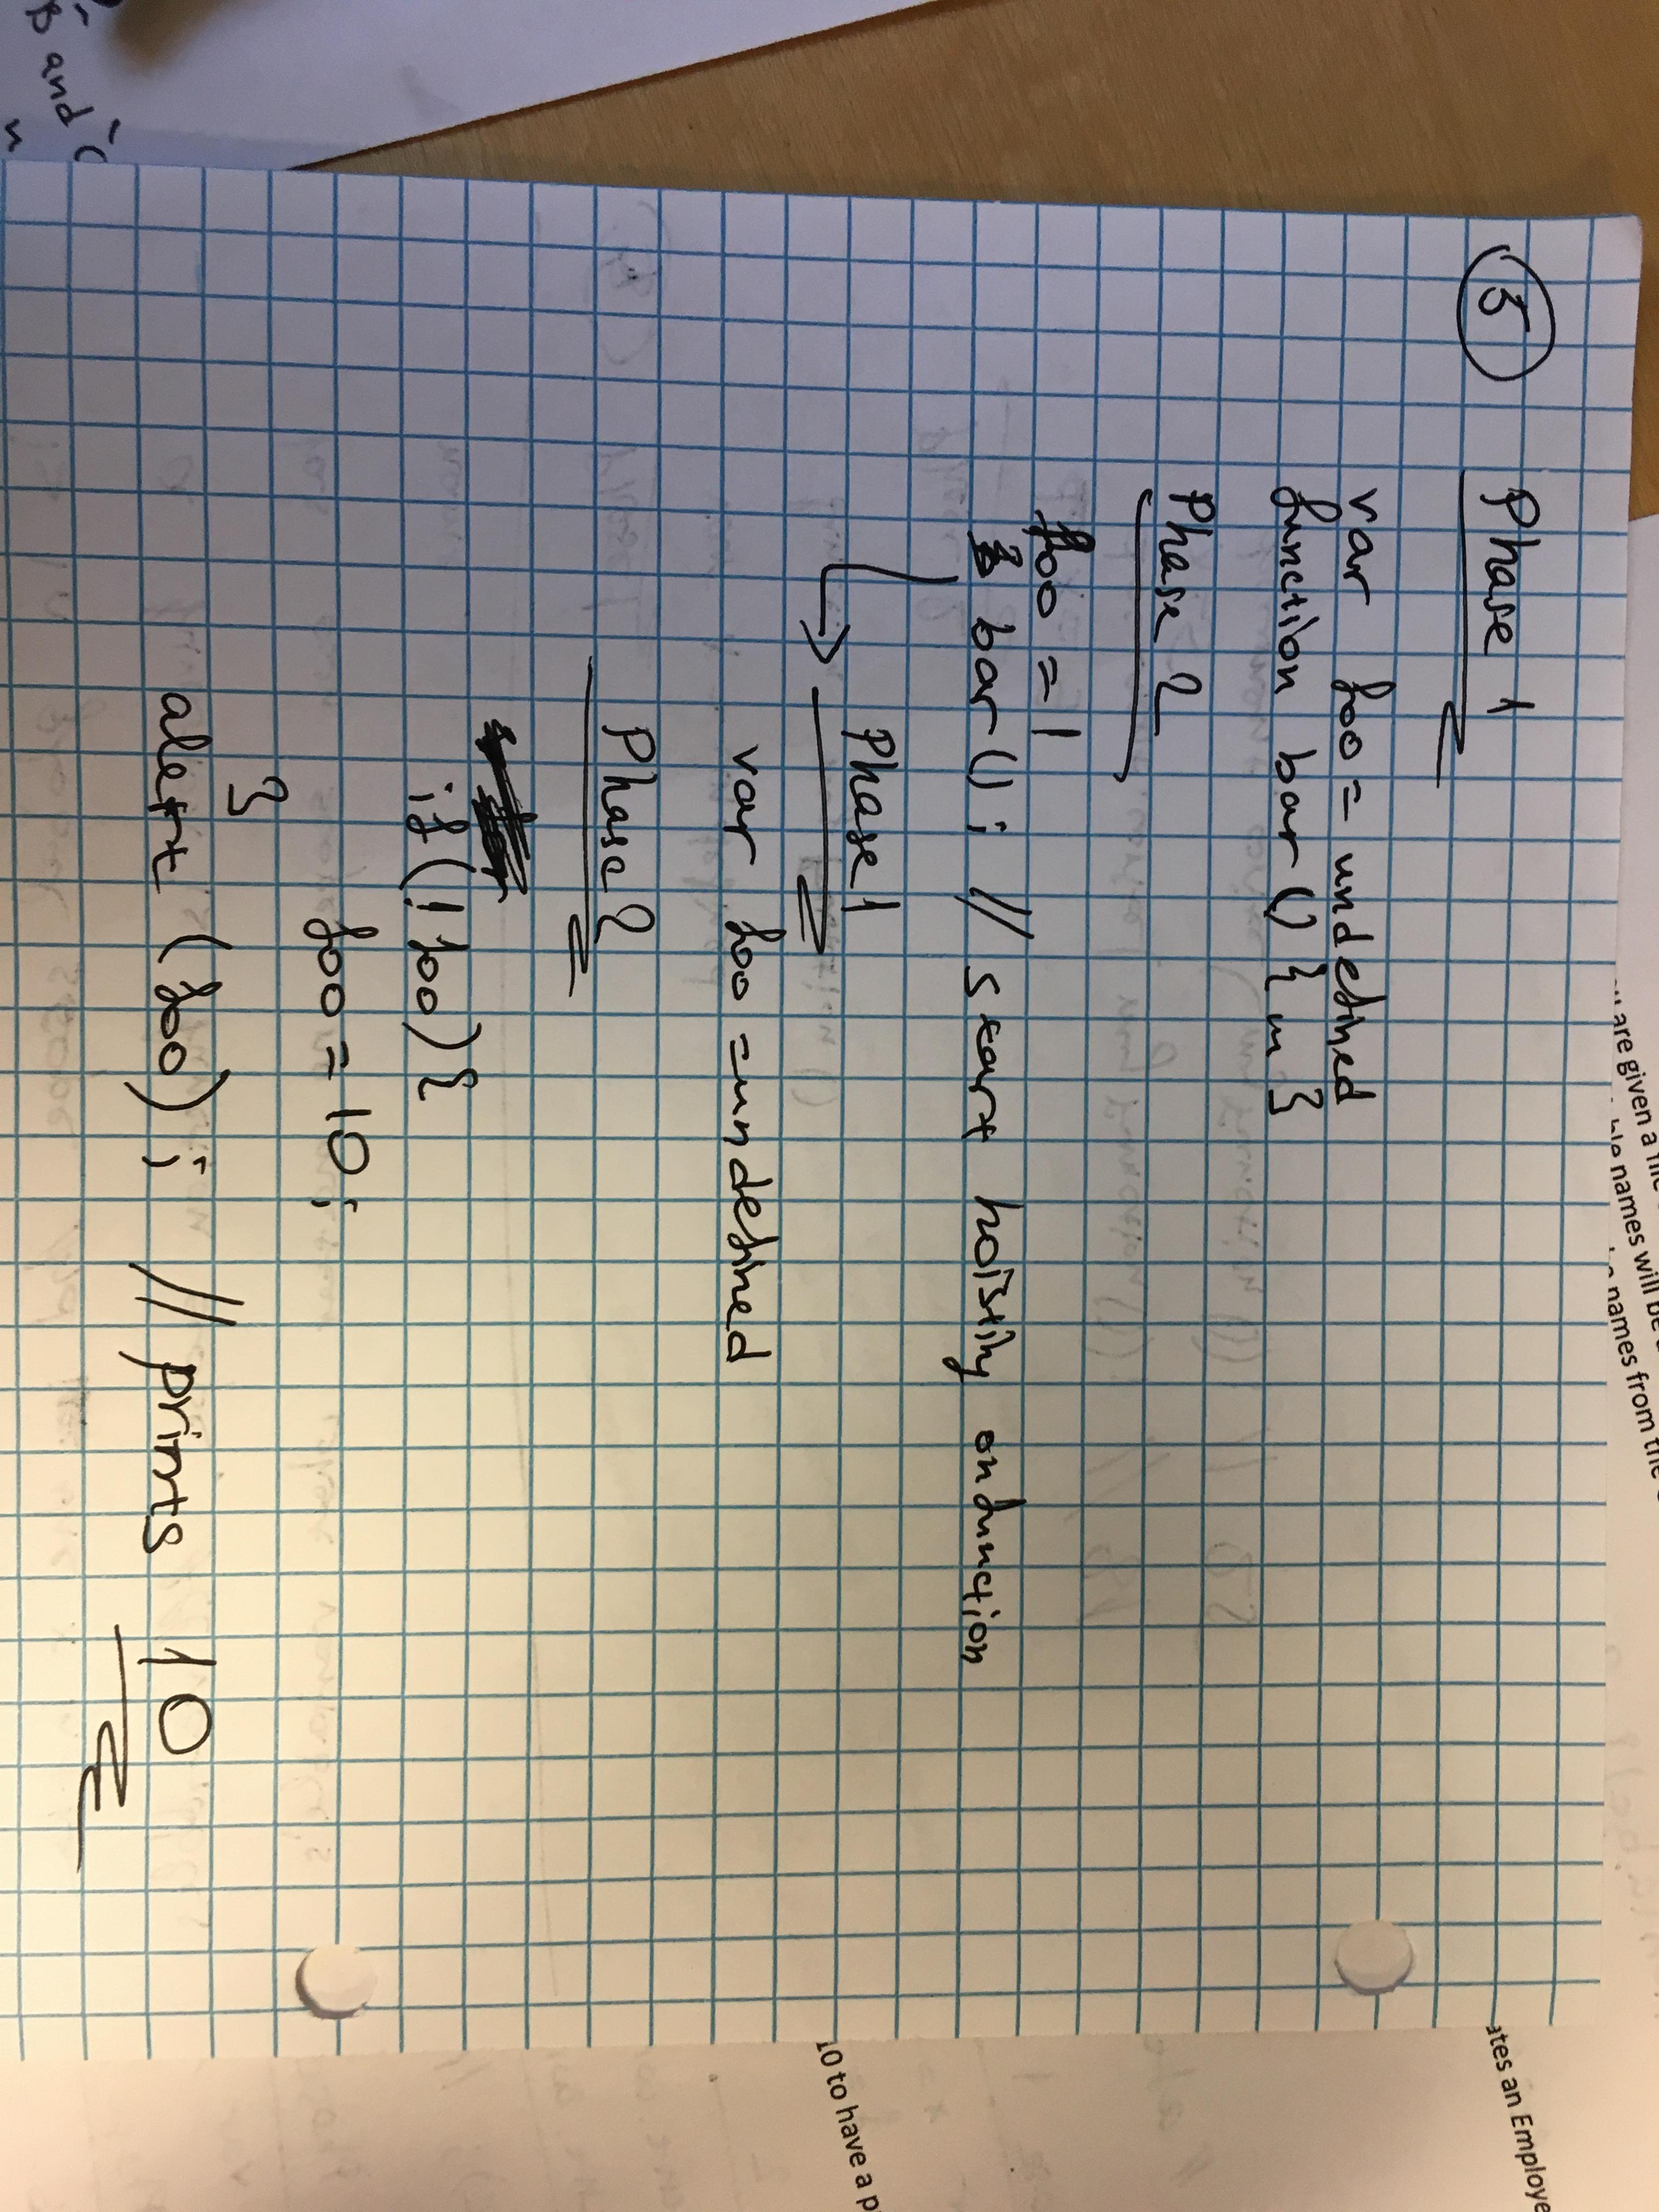 are given a
names will be
names from the
ates an Employe
5 Phase 1
var foo = undefined
function bar () { ... }
Phase 2
foo = 1
bar () ; // start hoisting on function
Phase 1
10 to have a p
var foo = undefined
Phase 2
if (! foo) {
foo = 10 ;
}
alert (foo) ; // prints 10
B and C